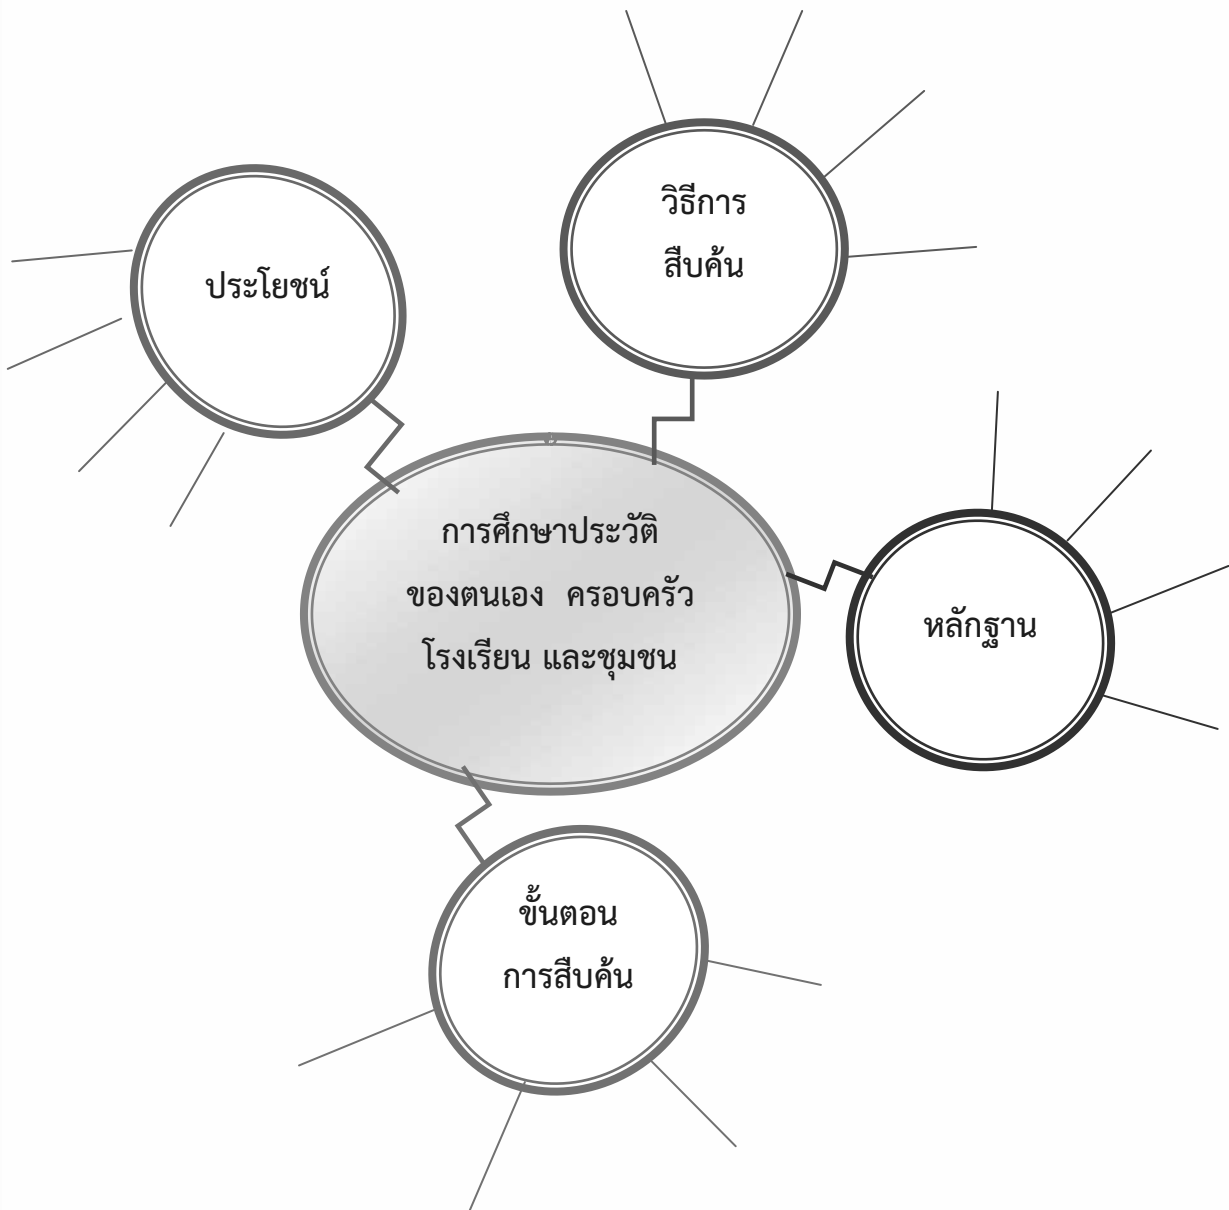 วิธีการ
สืบค้น
ประโยชน์
การศึกษาประวัติ
ของตนเอง ครอบครัว
โรงเรียน และชุมชน
หลักฐาน
ขั้นตอน
การสืบค้น